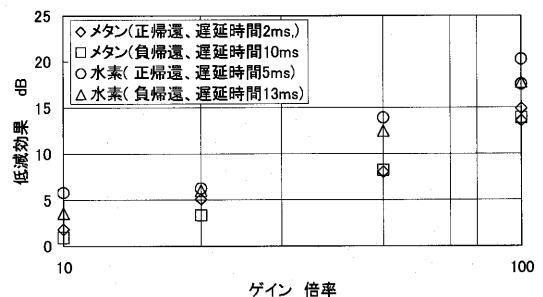 25
20
15
10
5
0
低減効果 dB
◇メタン(正帰還、遅延時間2ms,)
□メタン(負帰還、遅延時間10ms
○水素( 正帰還、遅延時間5ms)
△水素( 負帰還、遅延時間13ms)
10
100
ゲイン 倍率